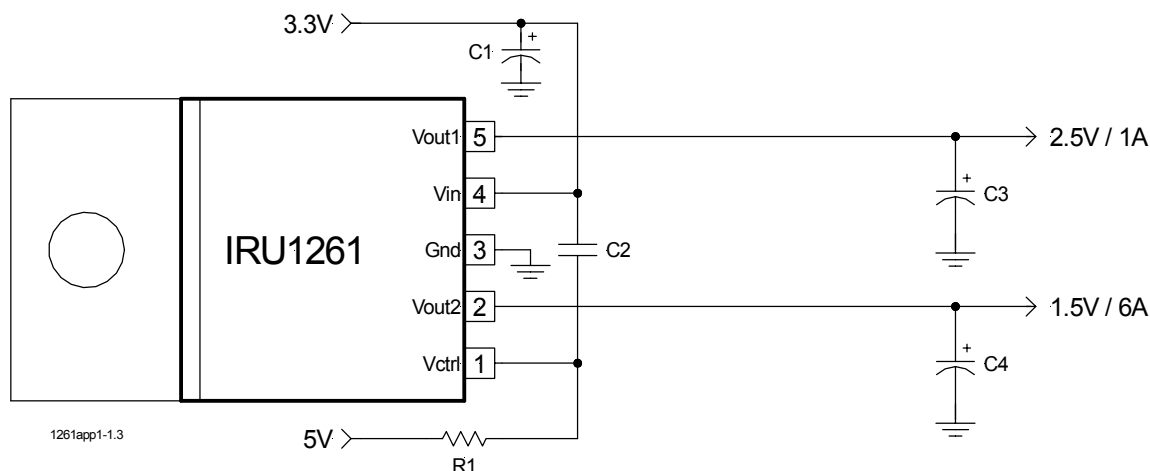 3.3V
C1
Vout1 5 2.5V / 1A
Vin 4 C3
IRU1261 Gnd 3 C2
Vout2 2 1.5V / 6A
Vctrl 1 C4
1261app1-1.3 5V
R1